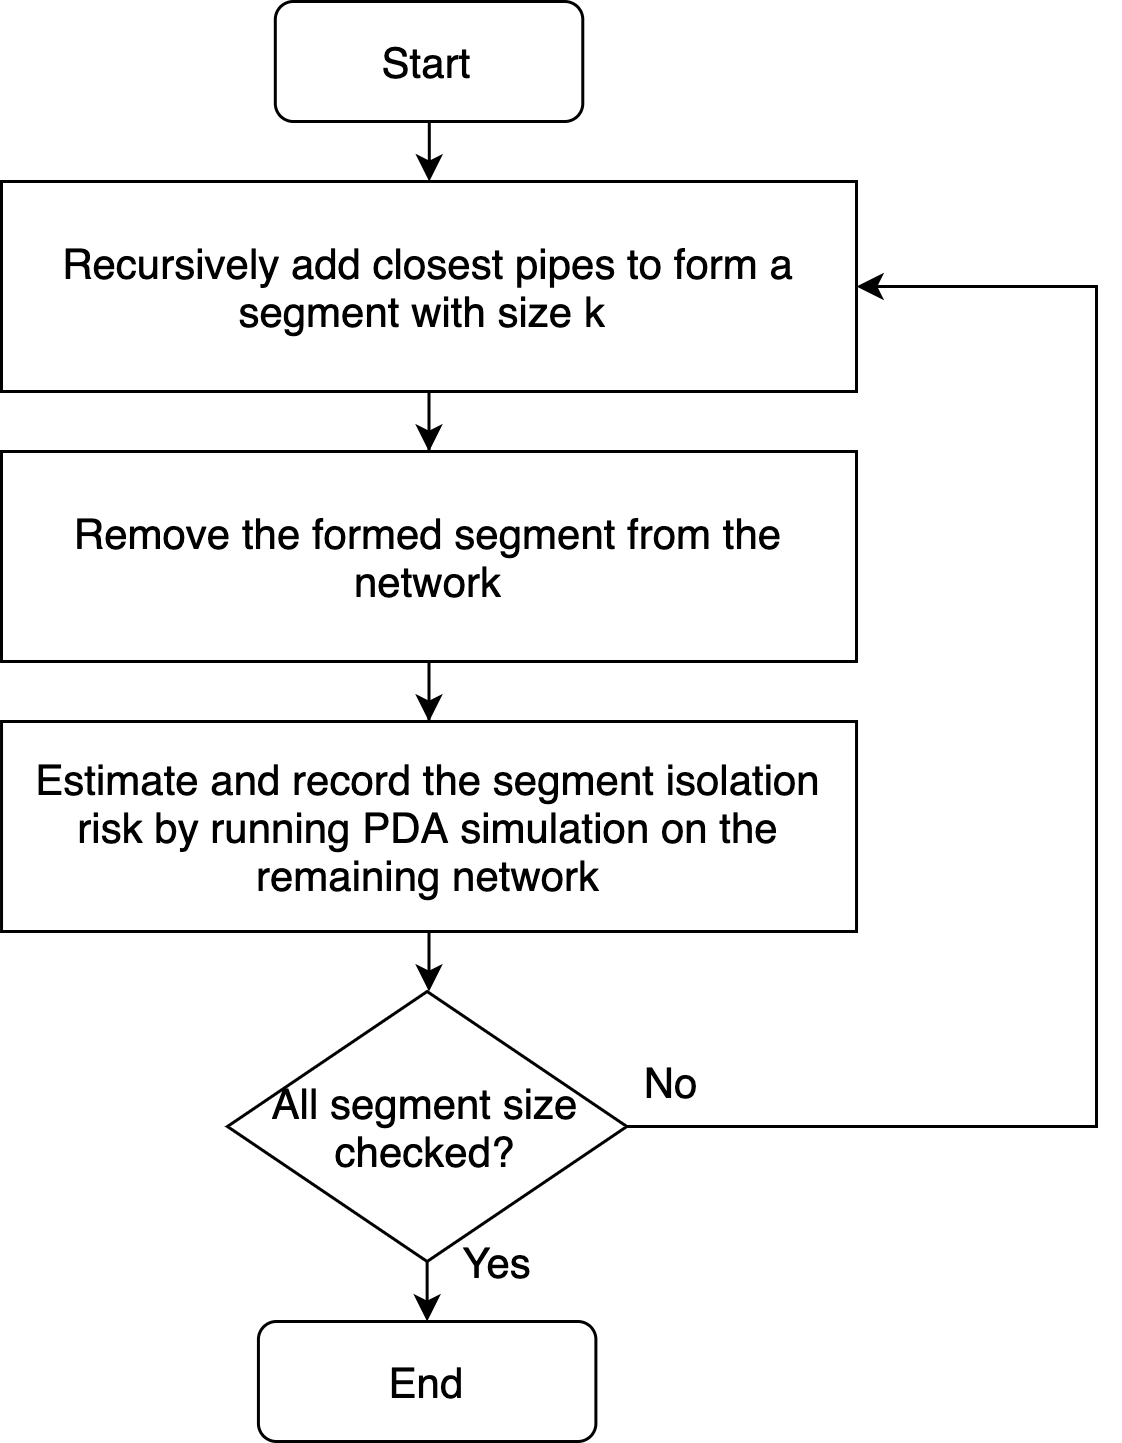 Start
Recursively add closest pipes to form a
segment with size k
Remove the formed segment from the
network
Estimate and record the segment isolation
risk by running PDA simulation on the
remaining network
All segment size
checked?
No
Yes
End